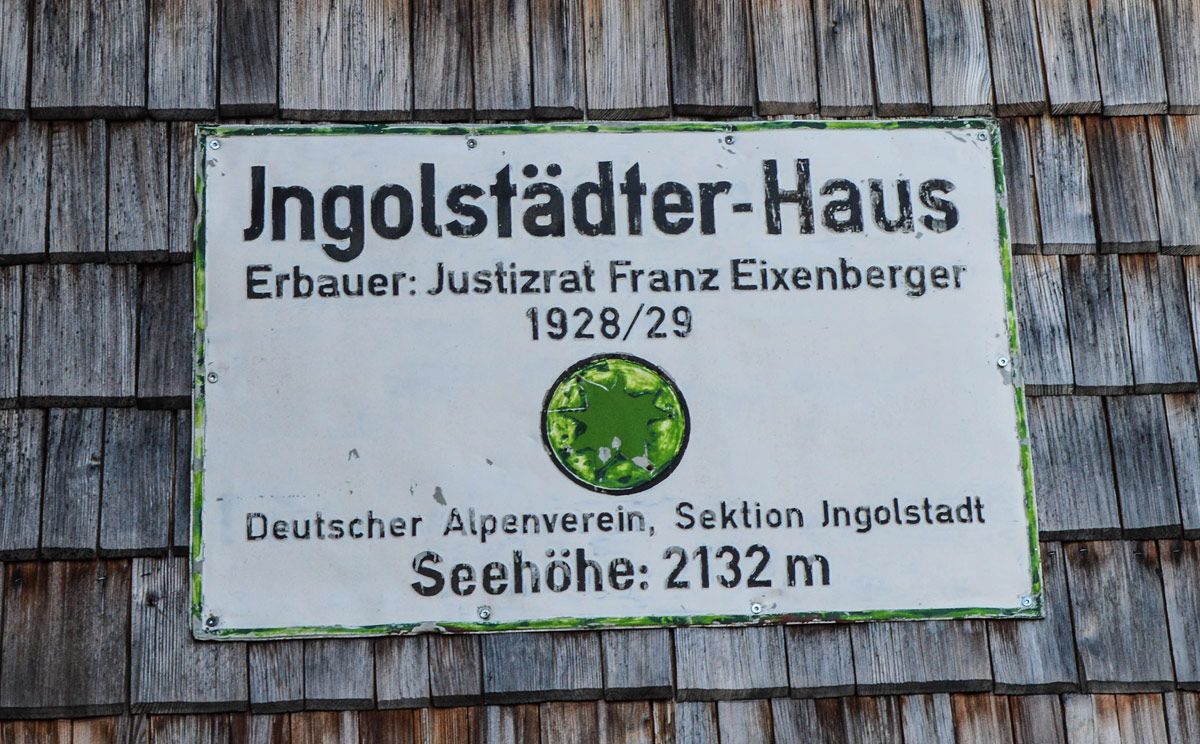 Jngolstädter-Haus
Erbauer: Justizrat Franz Eixenberger
1928/29
Deutscher Alpenverein, Sektion Jngolstadt
Seehöhe: 2132 m